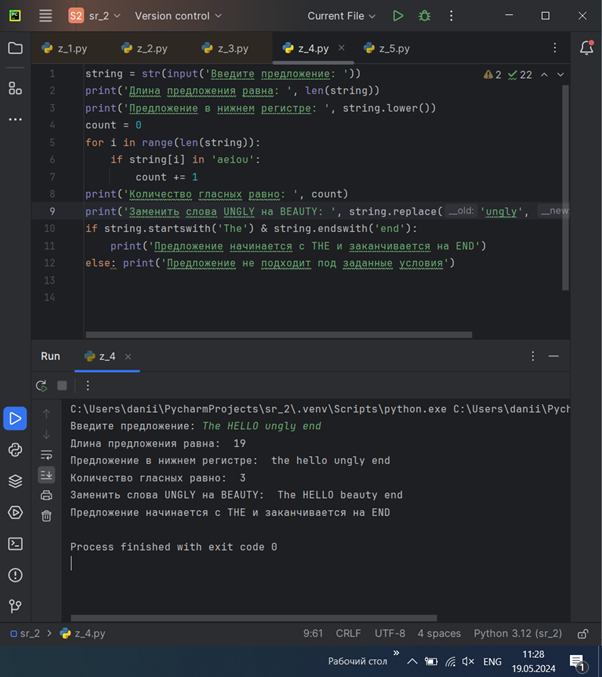 S2 sr_2 Version control Current File
z_1.py z_2.py z_3.py z_4.py z_5.py
1 string = str(input('Введите предложение: ')) 2 22
2 print('Длина предложения равна: ', len(string))
3 print('Предложение в нижнем регистре: ', string.lower())
4 count = 0
5 for i in range(len(string)):
6 if string[i] in 'aeiou':
7 count += 1
8 print('Количество гласных равно: ', count)
9 print('Заменить слова UNGLY на BEAUTY: ', string.replace( __old: 'ungly', __new
10 if string.startswith('The') & string.endswith('end'):
11 print('Предложение начинается с THE и заканчивается на END')
12 else: print('Предложение не подходит под заданные условия')
13
14
Run z_4
C:\Users\danii\PycharmProjects\sr_2\.venv\Scripts\python.exe C:\Users\danii\Pych
Введите предложение: The HELLO ungly end
Длина предложения равна:  19
Предложение в нижнем регистре:  the hello ungly end
Количество гласных равно:  3
Заменить слова UNGLY на BEAUTY:  The HELLO beauty end
Предложение начинается с THE и заканчивается на END
Process finished with exit code 0
sr_2 > z_4.py 9:61 CRLF UTF-8 4 spaces Python 3.12 (sr_2)
Рабочий стол » ENG 11:28 1
19.05.2024